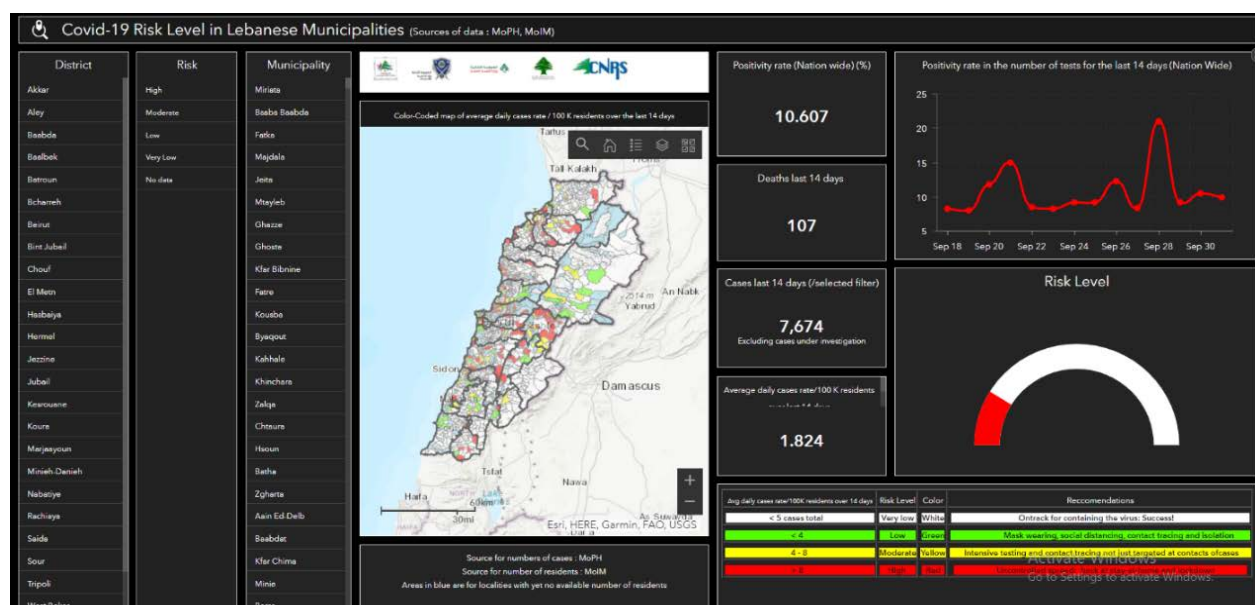 Covid-19 Risk Level in Lebanese Municipalities (Sources of data : MoPH, MoIM)
District
Akkar
Aley
Baabda
Baalbek
Batroun
Bcharreh
Beirut
Bint Jubail
Chouf
El Metn
Hasbaiya
Hermel
Jezzine
Jubail
Kesrouane
Koura
Marjaayoun
Minieh-Danieh
Nabatiye
Rachiaya
Saida
Sour
Tripoli
Risk
High
Moderate
Low
Very Low
No data
Municipality
Miriata
Baabda
Fatka
Majdala
Jeita
Mtayleb
Ghazze
Ghosta
Kfar Bibnine
Fatre
Kousba
Byaqout
Kahhale
Khinchara
Zalqa
Chtaura
Hsoun
Batha
Zgharta
Aain Ed-Delb
Beabdat
Kfar Chima
Minie
CNRS
Color-Coded map of average daily cases rate / 100 K residents over the last 14 days
Tartus
Tall Kalakh
An Nabk
Yabrud
Sidon
Damascus
Nawa
Haifa
60km
30mi
As Suwayda
Esri, HERE, Garmin, FAO, USGS
Source for numbers of cases : MoPH
Source for number of residents : MoIM
Areas in blue are for localities with yet no available number of residents
Positivity rate (Nation wide) (%)
10.607
Deaths last 14 days
107
Cases last 14 days (/selected filter)
7,674
Excluding cases under investigation
Average daily cases rate/100 K residents
1.824
Positivity rate in the number of tests for the last 14 days (Nation Wide)
25
20
15
10
5
Sep 18 Sep 20 Sep 22 Sep 24 Sep 26 Sep 28 Sep 30
Risk Level
Avg daily cases rate/100K residents over 14 days Risk Level Color Reccomendations
< 5 cases total Very low White Ontrack for containing the virus: Success!
< 4 Low Green Mask wearing, social distancing, contact tracing and isolation
4 - 8 Moderate Yellow Intensive testing and contact tracing not just targeted at contacts ofcases
> 8 High Red
Activate Windows
Go to Settings to activate Windows.